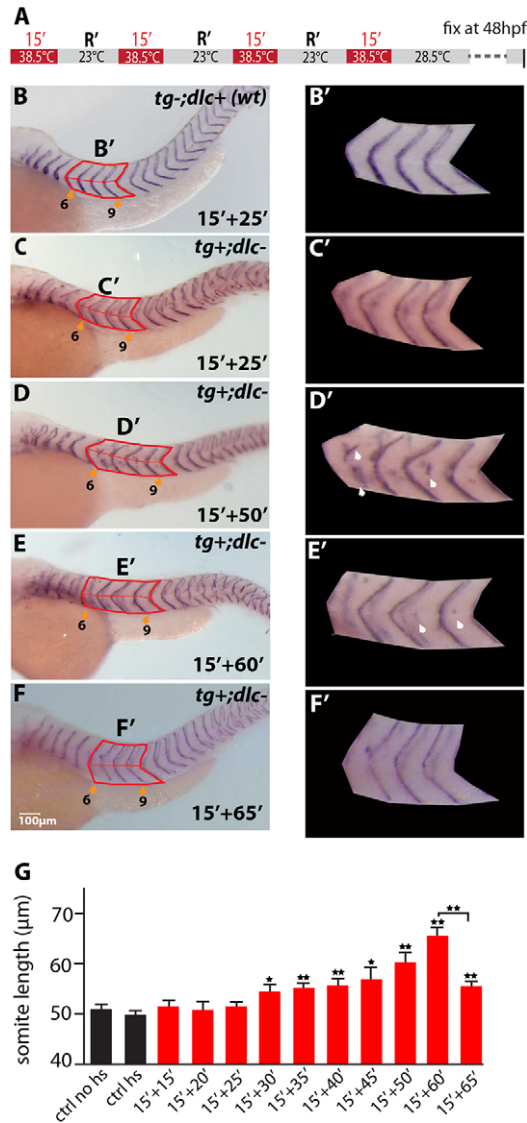 A
fix at 48hpf
15′ R′ 15′ R′ 15′ R′ 15′
38.5°C 23°C 38.5°C 23°C 38.5°C 23°C 38.5°C 28.5°C
B
tg-;dlc+ (wt)
B′
6
9
15′+25′
B′
C
tg+;dlc-
C′
6
9
15′+25′
C′
D
tg+;dlc-
D′
6
9
15′+50′
D′
E
tg+;dlc-
E′
6
9
15′+60′
E′
F
tg+;dlc-
F′
6
9
100µm
15′+65′
F′
G
somite length (µm)
70
60
50
40
★ ★★ ★★ ★ ★★ ★★ ★★ ★★
ctrl no hs
ctrl hs
15′+15′
15′+20′
15′+25′
15′+30′
15′+35′
15′+40′
15′+45′
15′+50′
15′+60′
15′+65′